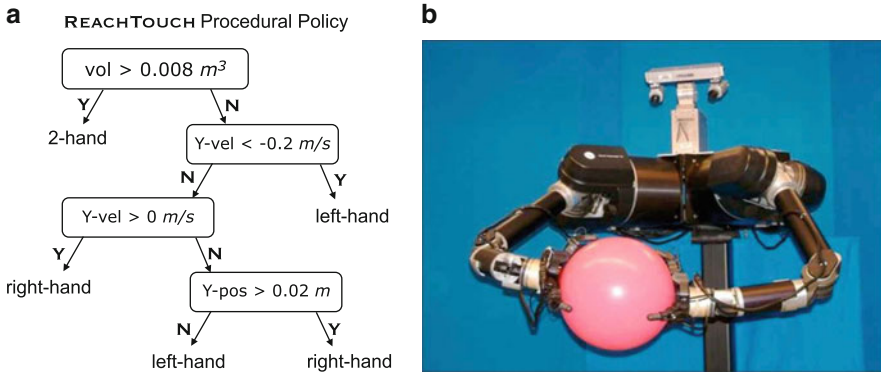 a
REACHTOUCH Procedural Policy
vol > 0.008 m³
Y
N
2-hand
Y-vel < -0.2 m/s
N
Y
left-hand
Y-vel > 0 m/s
Y
N
right-hand
Y-pos > 0.02 m
N
Y
left-hand
right-hand
b